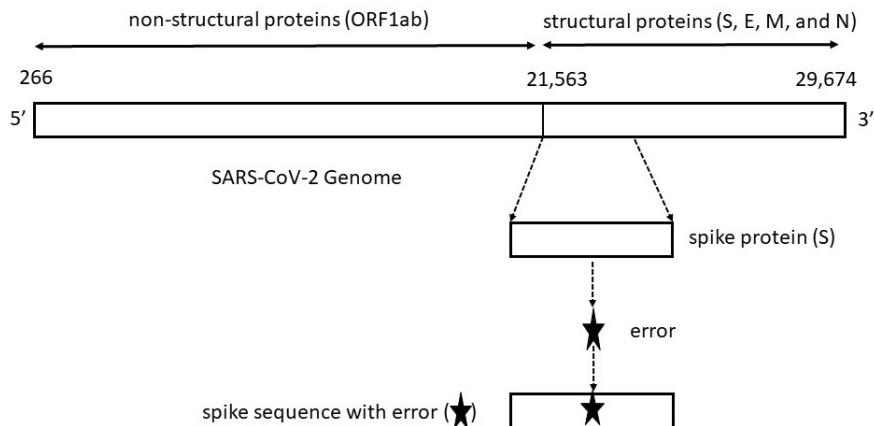 non-structural proteins (ORF1ab)
structural proteins (S, E, M, and N)
266
21,563
29,674
5’
3’
SARS-CoV-2 Genome
spike protein (S)
error
spike sequence with error (★)